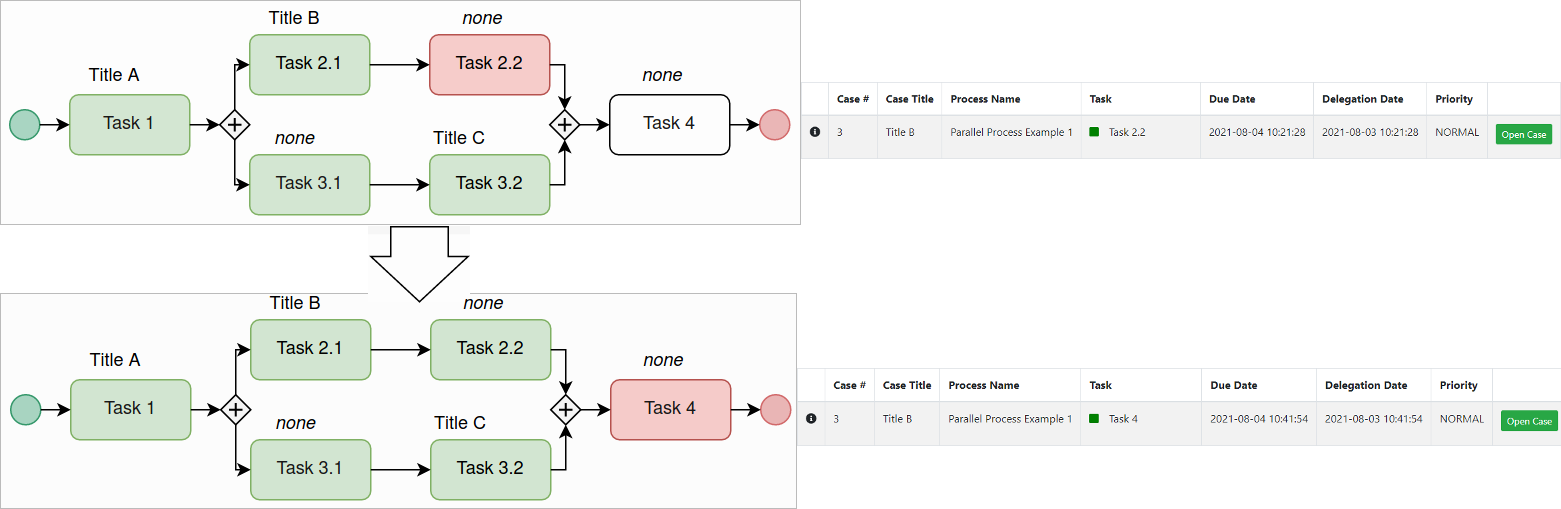 Title B
none
Title A
none
Task 2.1
Task 2.2
Task 1
Task 4
none
Title C
Task 3.1
Task 3.2
Case # Case Title Process Name Task Due Date Delegation Date Priority
3 Title B Parallel Process Example 1 Task 2.2 2021-08-04 10:21:28 2021-08-03 10:21:28 NORMAL Open Case
Title B
none
Title A
none
Task 2.1
Task 2.2
Task 1
Task 4
none
Title C
Task 3.1
Task 3.2
Case # Case Title Process Name Task Due Date Delegation Date Priority
3 Title B Parallel Process Example 1 Task 4 2021-08-04 10:41:54 2021-08-03 10:41:54 NORMAL Open Case